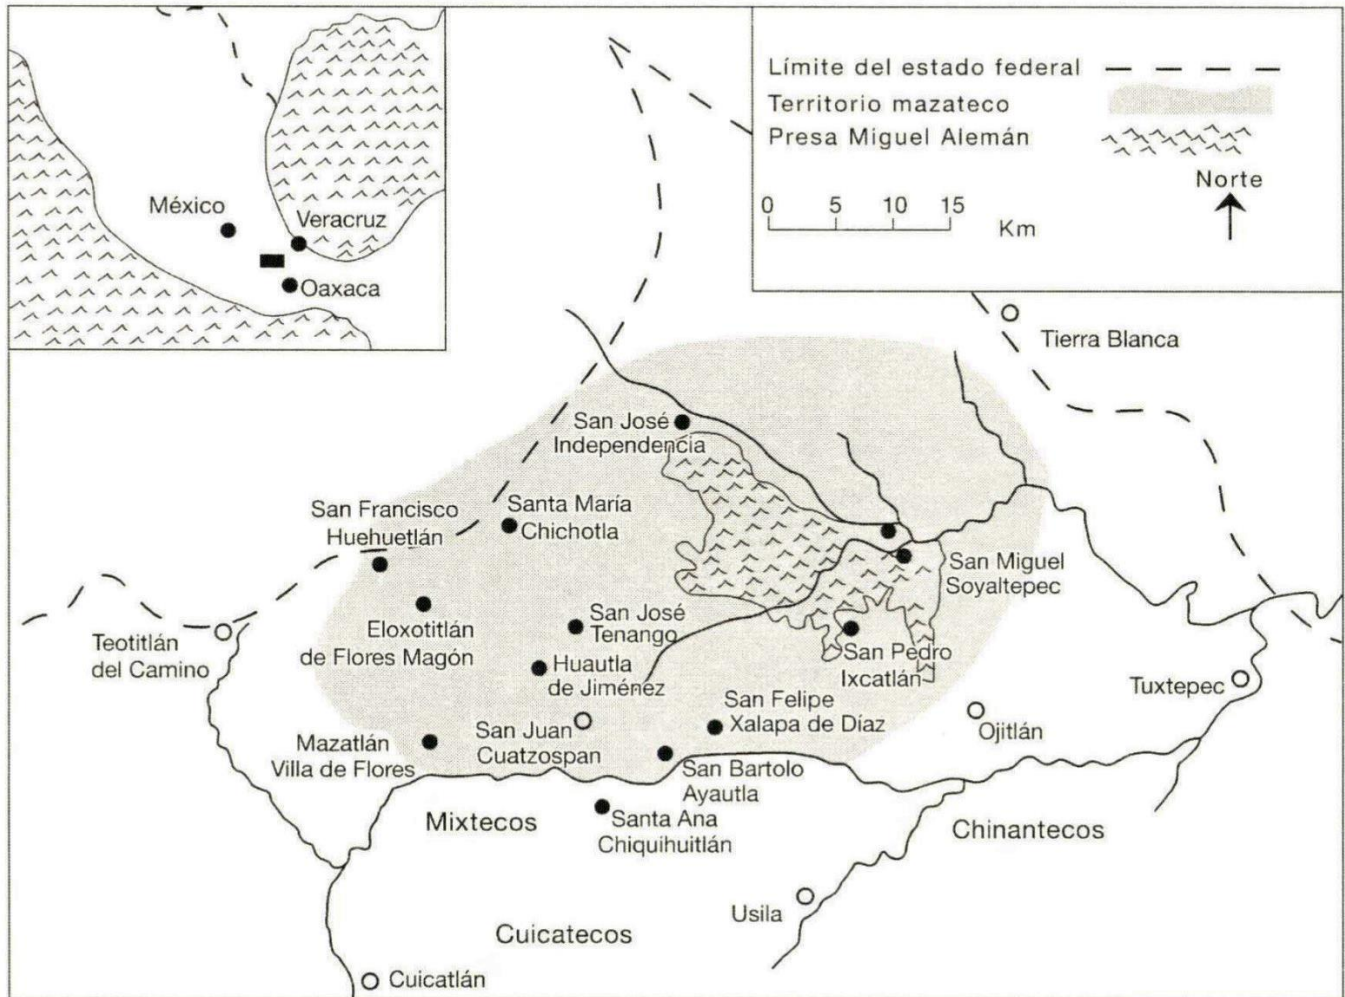 Límite del estado federal
Territorio mazateco
Presa Miguel Alemán
Norte
0 5 10 15
Km
México
Veracruz
Oaxaca
Tierra Blanca
San José
Independencia
San Francisco
Huehuetlán
Santa María
Chichotla
San Miguel
Soyaltepec
Teotitlán
del Camino
Eloxotitlán
de Flores Magón
San José
Tenango
Huautla
de Jiménez
San Pedro
Ixcatlán
Tuxtepec
San Felipe
Xalapa de Díaz
Ojitlán
Mazatlán
Villa de Flores
San Juan
Cuatzospan
San Bartolo
Ayautla
Mixtecos
Santa Ana
Chiquihuitlán
Chinantecos
Usila
Cuicatecos
Cuicatlán